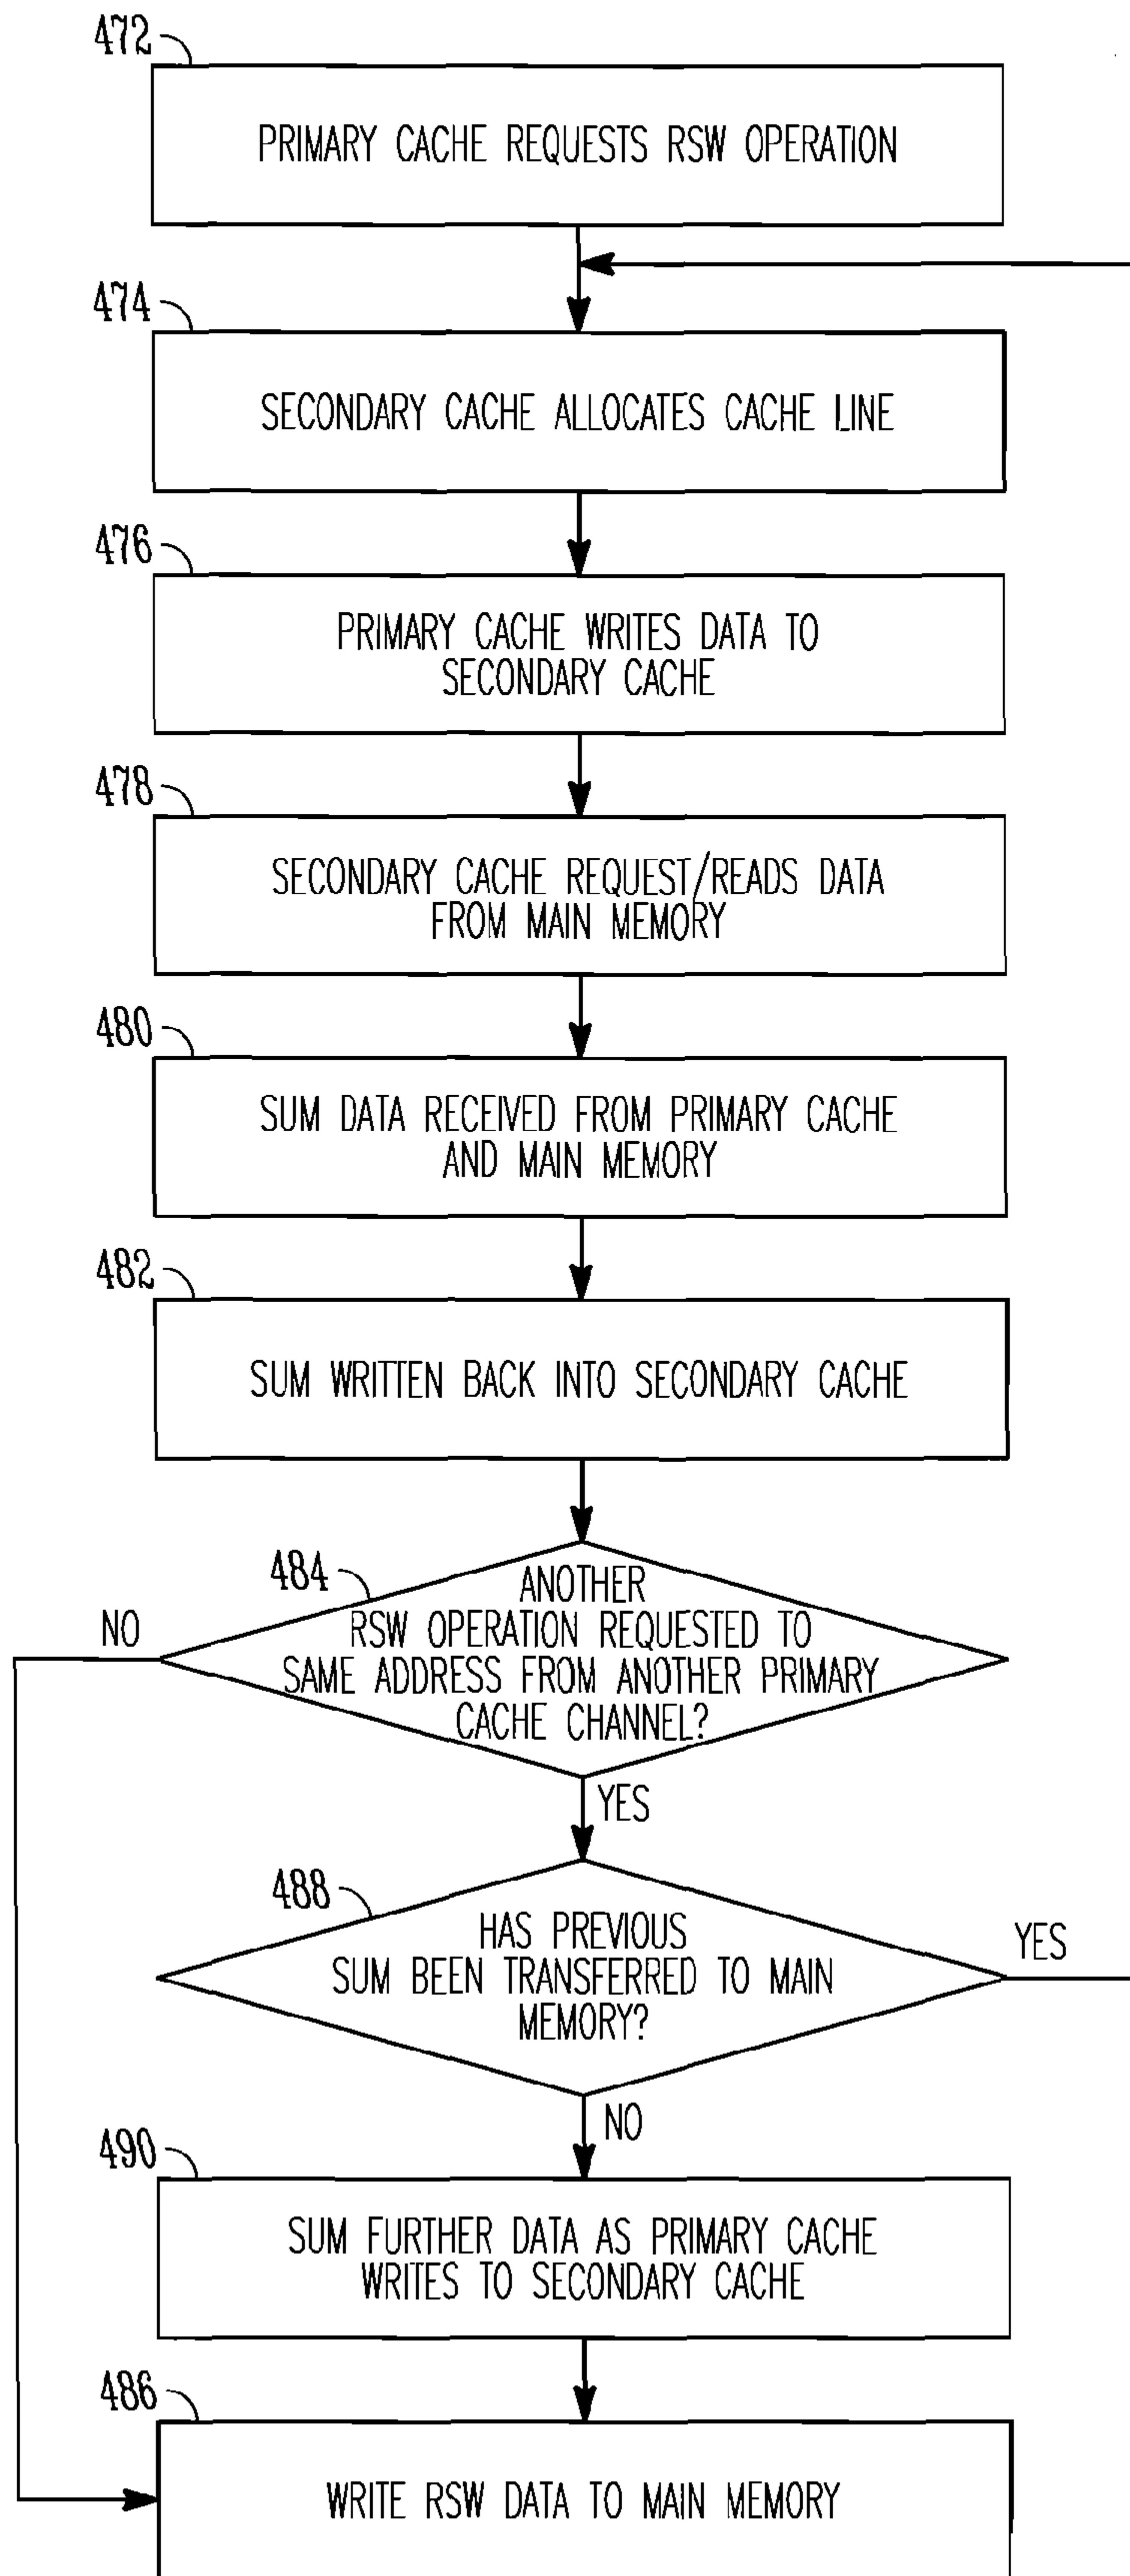 472
PRIMARY CACHE REQUESTS RSW OPERATION
474
SECONDARY CACHE ALLOCATES CACHE LINE
476
PRIMARY CACHE WRITES DATA TO
SECONDARY CACHE
478
SECONDARY CACHE REQUEST/READS DATA
FROM MAIN MEMORY
480
SUM DATA RECEIVED FROM PRIMARY CACHE
AND MAIN MEMORY
482
SUM WRITTEN BACK INTO SECONDARY CACHE
484
ANOTHER
RSW OPERATION REQUESTED TO
SAME ADDRESS FROM ANOTHER PRIMARY
CACHE CHANNEL?
NO
YES
488
HAS PREVIOUS
SUM BEEN TRANSFERRED TO MAIN
MEMORY?
YES
NO
490
SUM FURTHER DATA AS PRIMARY CACHE
WRITES TO SECONDARY CACHE
486
WRITE RSW DATA TO MAIN MEMORY